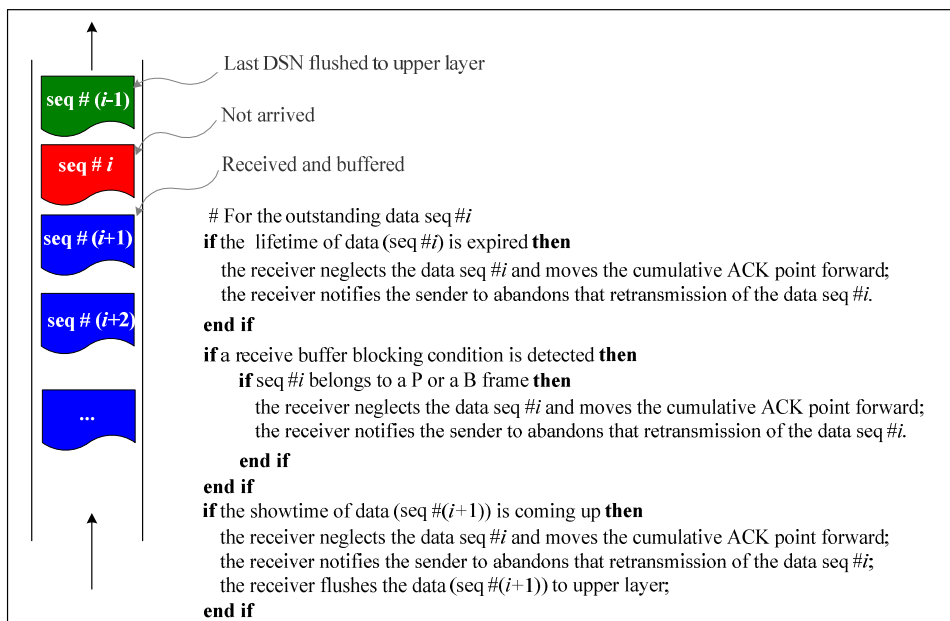 Last DSN flushed to upper layer
seq # (i-1)
Not arrived
seq # i
Received and buffered
seq # (i+1)
seq # (i+2)
...
# For the outstanding data seq #i
if the lifetime of data (seq #i) is expired then
the receiver neglects the data seq #i and moves the cumulative ACK point forward;
the receiver notifies the sender to abandons that retransmission of the data seq #i.
end if
if a receive buffer blocking condition is detected then
if seq #i belongs to a P or a B frame then
the receiver neglects the data seq #i and moves the cumulative ACK point forward;
the receiver notifies the sender to abandons that retransmission of the data seq #i.
end if
end if
if the showtime of data (seq #(i+1)) is coming up then
the receiver neglects the data seq #i and moves the cumulative ACK point forward;
the receiver notifies the sender to abandons that retransmission of the data seq #i;
the receiver flushes the data (seq #(i+1)) to upper layer;
end if